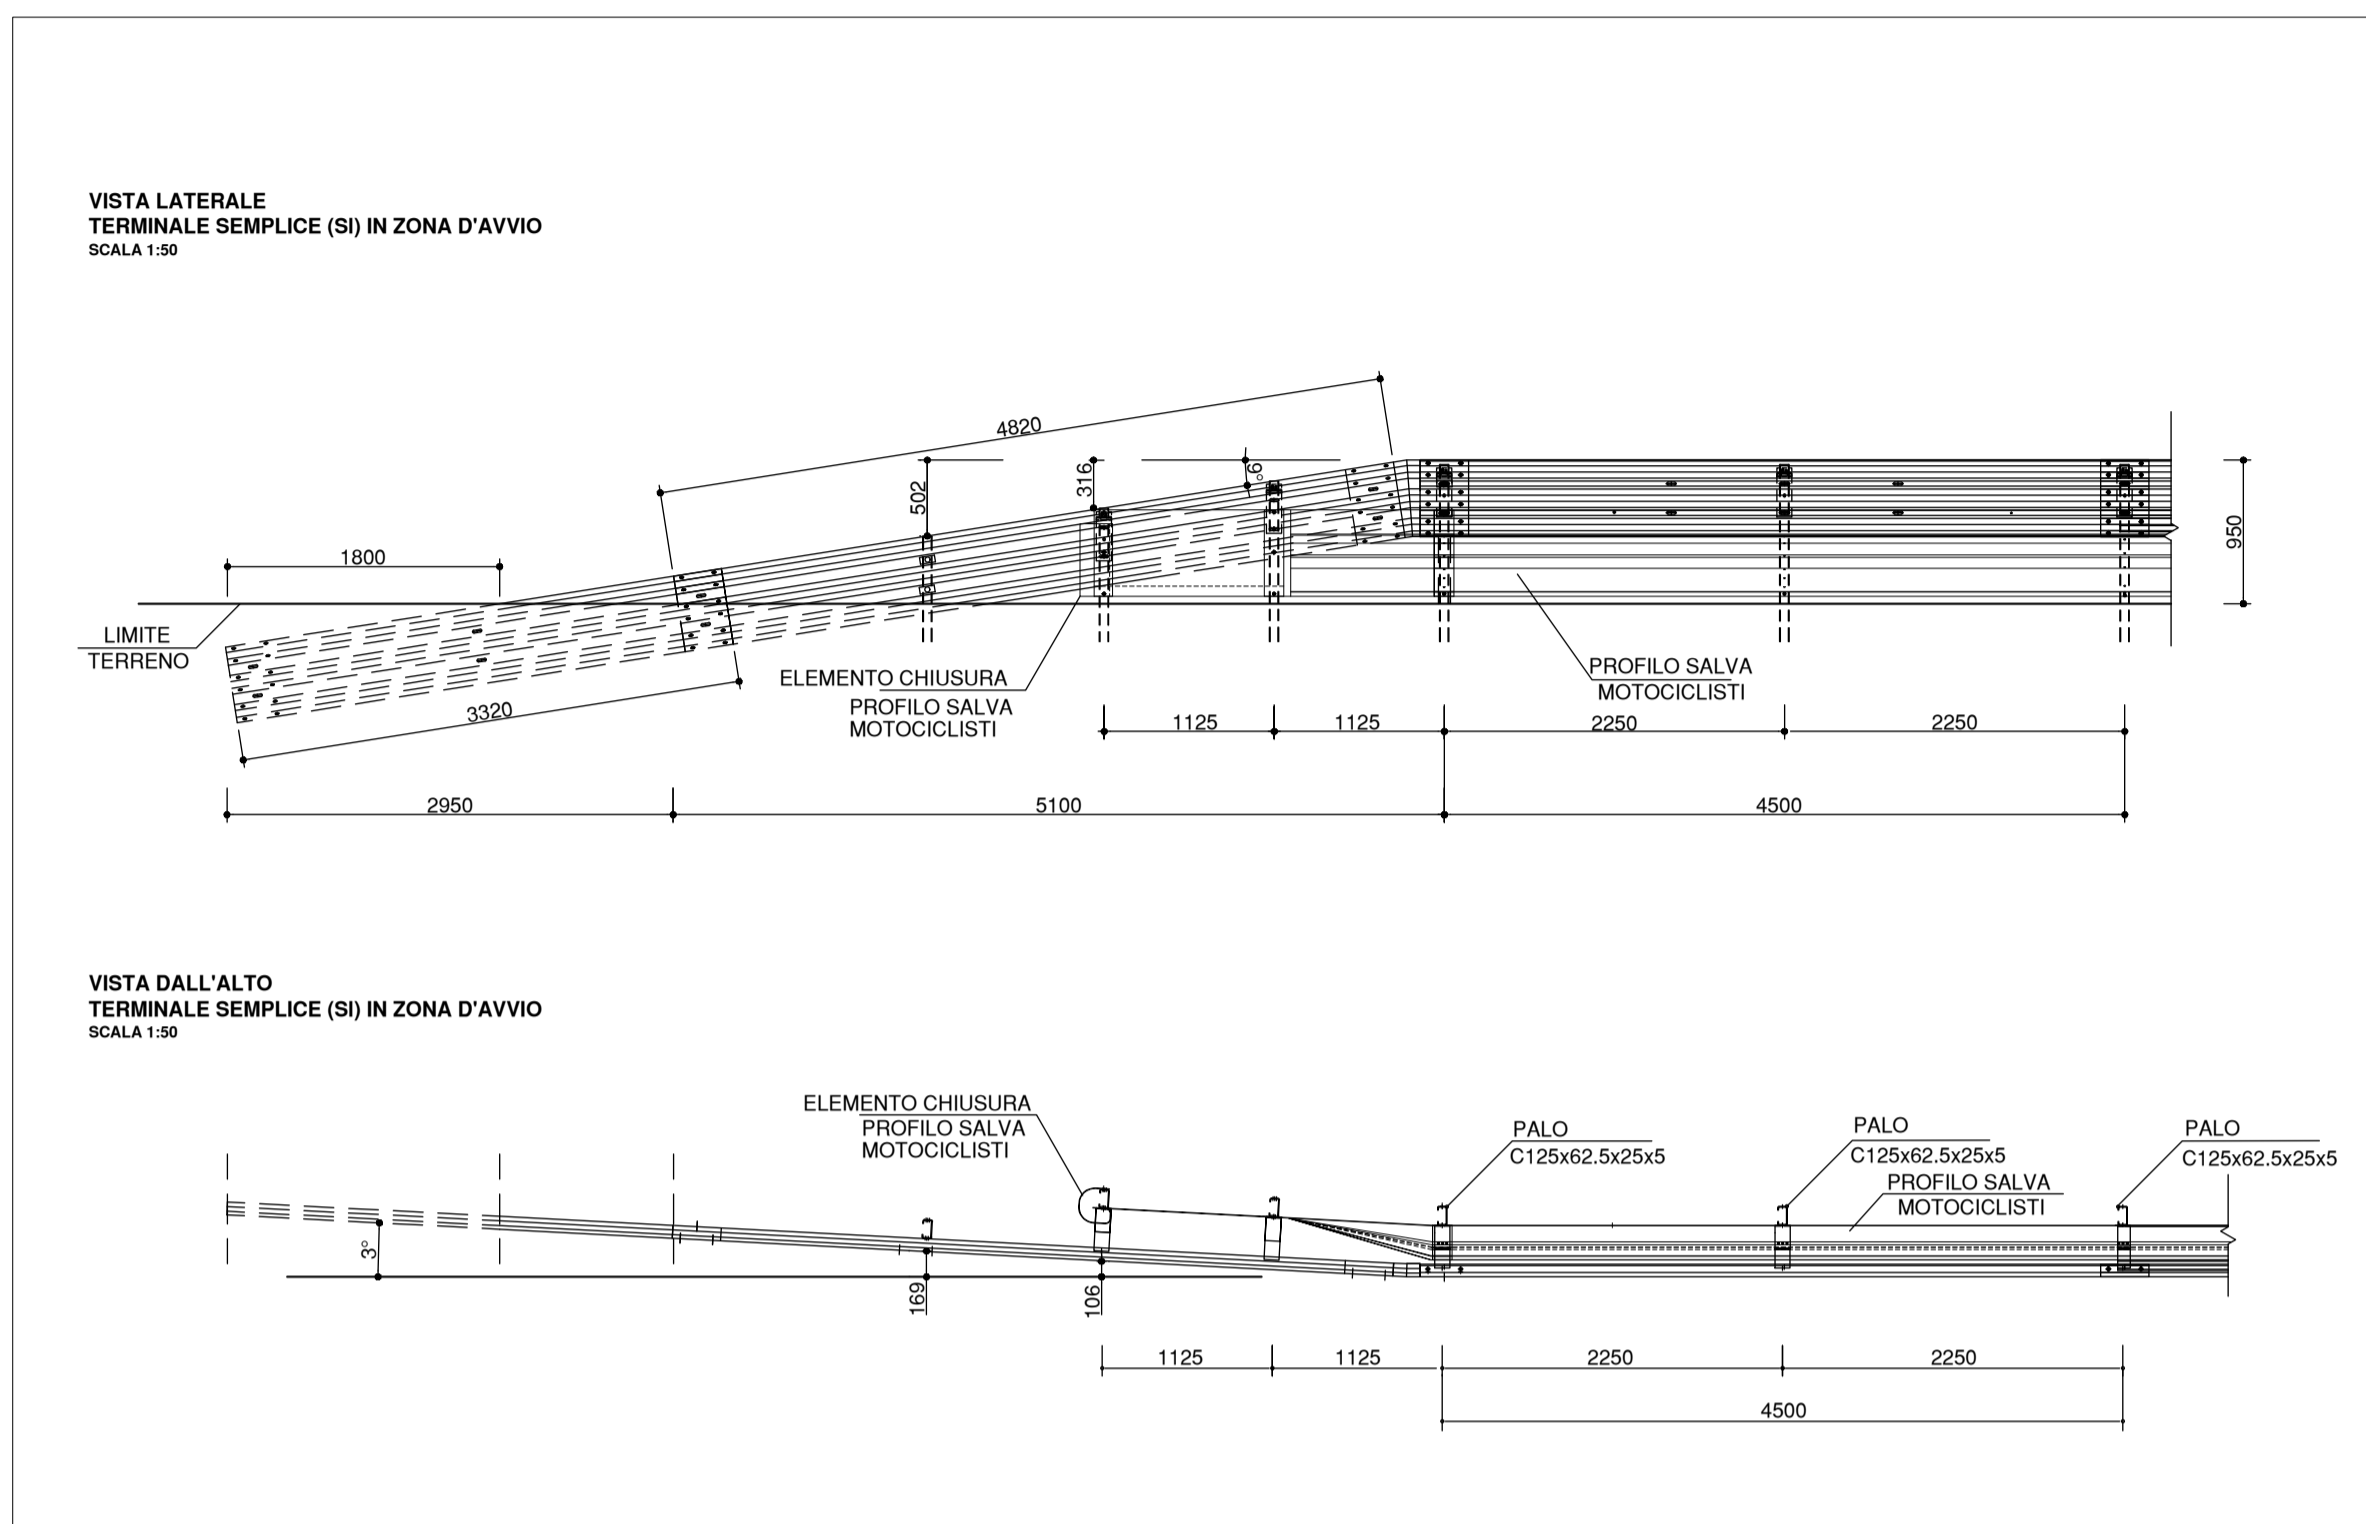 VISTA LATERALE
TERMINALE SEMPLICE (SI) IN ZONA D'AVVIO
SCALA 1:50
4820
502
316
9°
1800
950
LIMITE
TERRENO
ELEMENTO CHIUSURA
PROFILO SALVA
MOTOCICLISTI
PROFILO SALVA
MOTOCICLISTI
3320
1125
1125
2250
2250
2950
5100
4500
VISTA DALL'ALTO
TERMINALE SEMPLICE (SI) IN ZONA D'AVVIO
SCALA 1:50
ELEMENTO CHIUSURA
PROFILO SALVA
MOTOCICLISTI
PALO
C125x62.5x25x5
PALO
C125x62.5x25x5
PALO
C125x62.5x25x5
PROFILO SALVA
MOTOCICLISTI
3°
169
106
1125
1125
2250
2250
4500